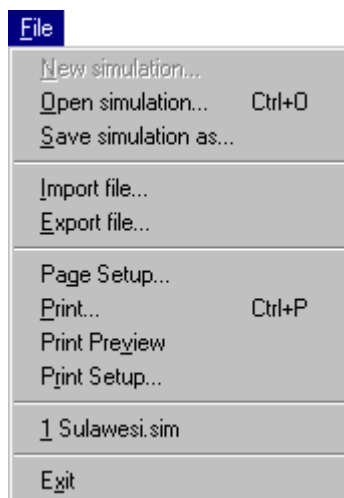 File
New simulation...
Open simulation... Ctrl+O
Save simulation as...
Import file...
Export file...
Page Setup...
Print... Ctrl+P
Print Preview
Print Setup...
1 Sulawesi.sim
Exit